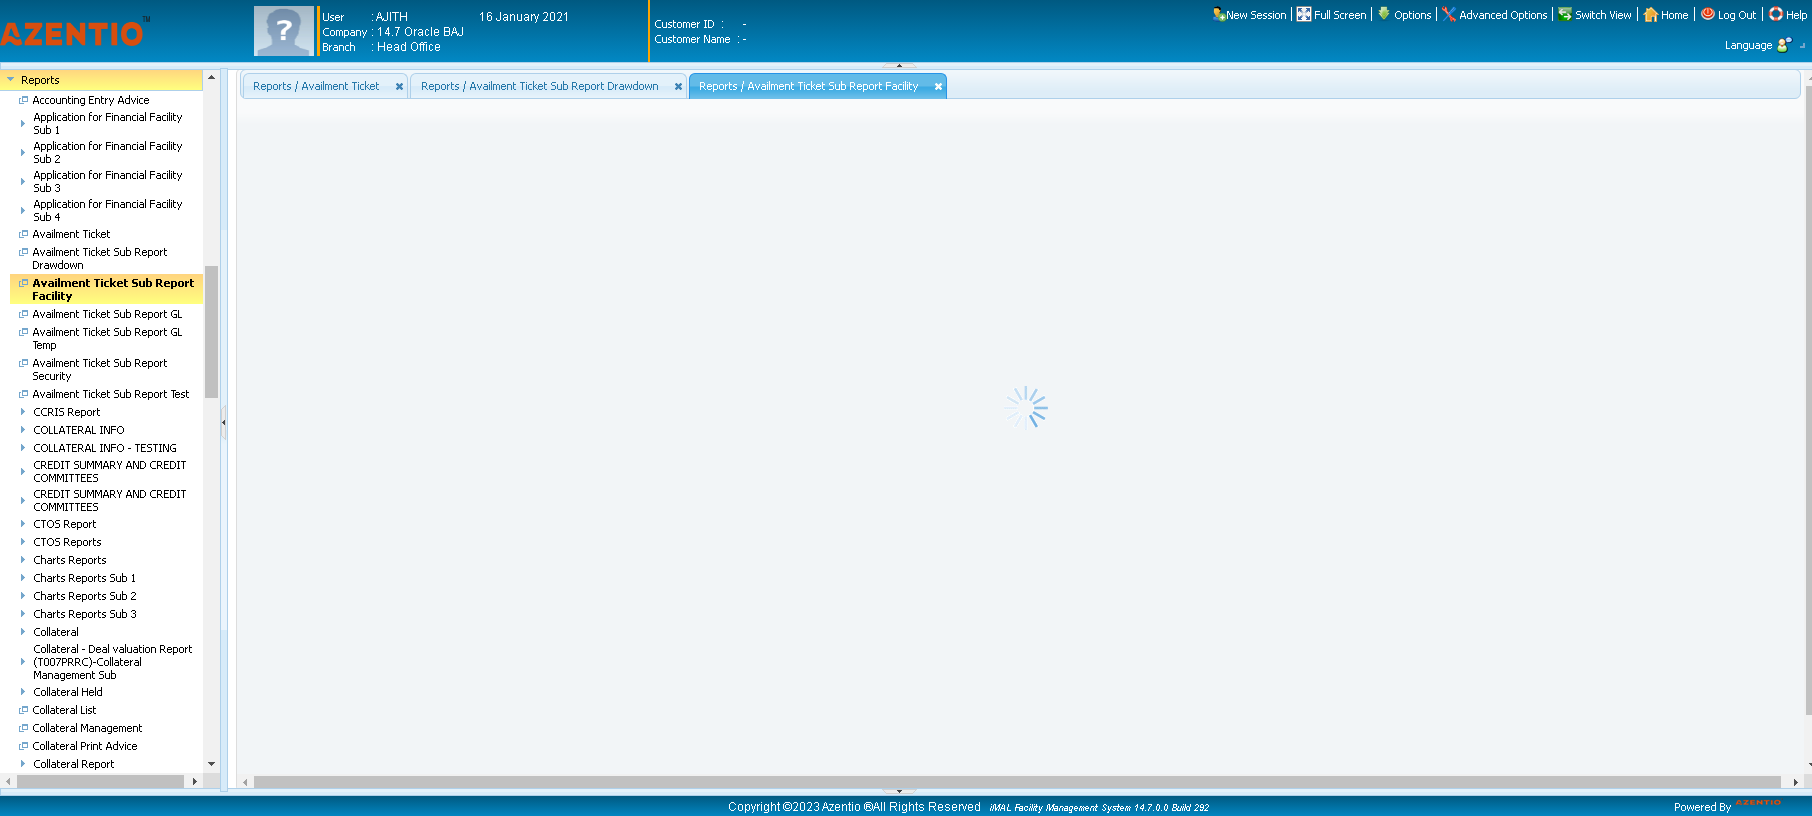 AZENTIO™
User : AJITH 16 January 2021
Company : 14.7 Oracle BAJ
Branch : Head Office
Customer ID : -
Customer Name : -
New Session
Full Screen
Options
Advanced Options
Switch View
Home
Log Out
Help
Language
Reports
Accounting Entry Advice
Application for Financial Facility
Sub 1
Application for Financial Facility
Sub 2
Application for Financial Facility
Sub 3
Application for Financial Facility
Sub 4
Availment Ticket
Availment Ticket Sub Report
Drawdown
Availment Ticket Sub Report
Facility
Availment Ticket Sub Report GL
Availment Ticket Sub Report GL
Temp
Availment Ticket Sub Report
Security
Availment Ticket Sub Report Test
CCRIS Report
COLLATERAL INFO
COLLATERAL INFO - TESTING
CREDIT SUMMARY AND CREDIT
COMMITTEES
CREDIT SUMMARY AND CREDIT
COMMITTEES
CTOS Report
CTOS Reports
Charts Reports
Charts Reports Sub 1
Charts Reports Sub 2
Charts Reports Sub 3
Collateral
Collateral - Deal valuation Report
(T007PRRC)-Collateral
Management Sub
Collateral Held
Collateral List
Collateral Management
Collateral Print Advice
Collateral Report
Reports / Availment Ticket
Reports / Availment Ticket Sub Report Drawdown
Reports / Availment Ticket Sub Report Facility
Copyright ©2023 Azentio ®All Rights Reserved iMAL Facility Management System 14.7.0.0 Build 292
Powered By AZENTIO